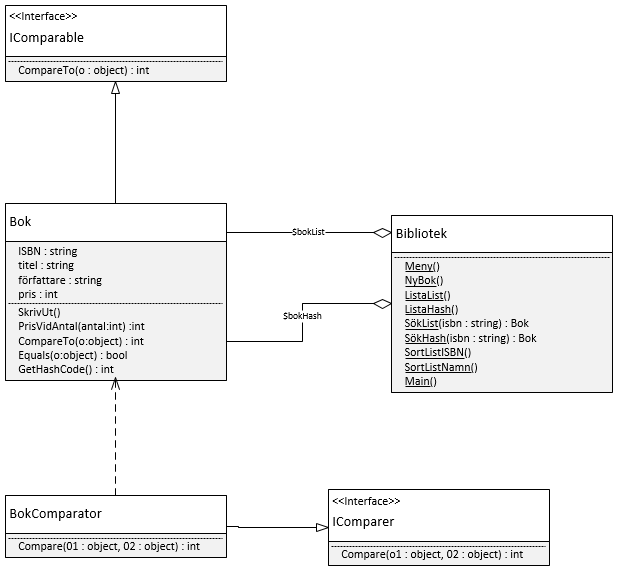 <<Interface>>
IComparable
CompareTo(o : object) : int
Bok
ISBN : string
titel : string
författare : string
pris : int
SkrivUt()
PrisVidAntal(antal:int) :int
CompareTo(o:object) : int
Equals(o:object) : bool
GetHashCode() : int
$bokList
$bokHash
Bibliotek
Meny()
NyBok()
ListaList()
ListaHash()
SökList(isbn : string) : Bok
SökHash(isbn : string) : Bok
SortListISBN()
SortListNamn()
Main()
BokComparator
Compare(01 : object, 02 : object) : int
<<Interface>>
IComparer
Compare(o1 : object, 02 : object) : int